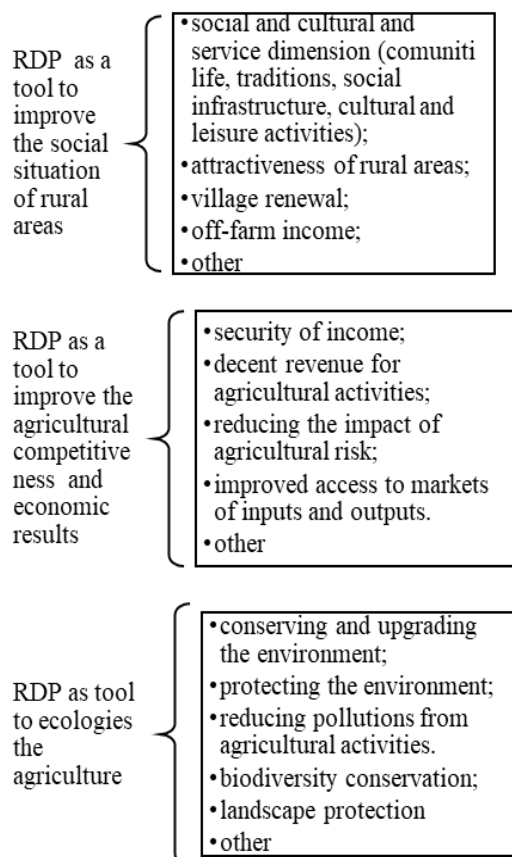 RDP as a
tool to
improve
the social
situation
of rural
areas
•social and cultural and
service dimension (comuniti
life, traditions, social
infrastructure, cultural and
leisure activities);
•attractiveness of rural areas;
•village renewal;
•off-farm income;
•other
RDP as a
tool to
improve the
agricultural
competitive
ness and
economic
results
•security of income;
•decent revenue for
agricultural activities;
•reducing the impact of
agricultural risk;
•improved access to markets
of inputs and outputs.
•other
RDP as tool
to ecologies
the
agriculture
•conserving and upgrading
the environment;
•protecting the environment;
•reducing pollutions from
agricultural activities.
•biodiversity conservation;
•landscape protection
•other